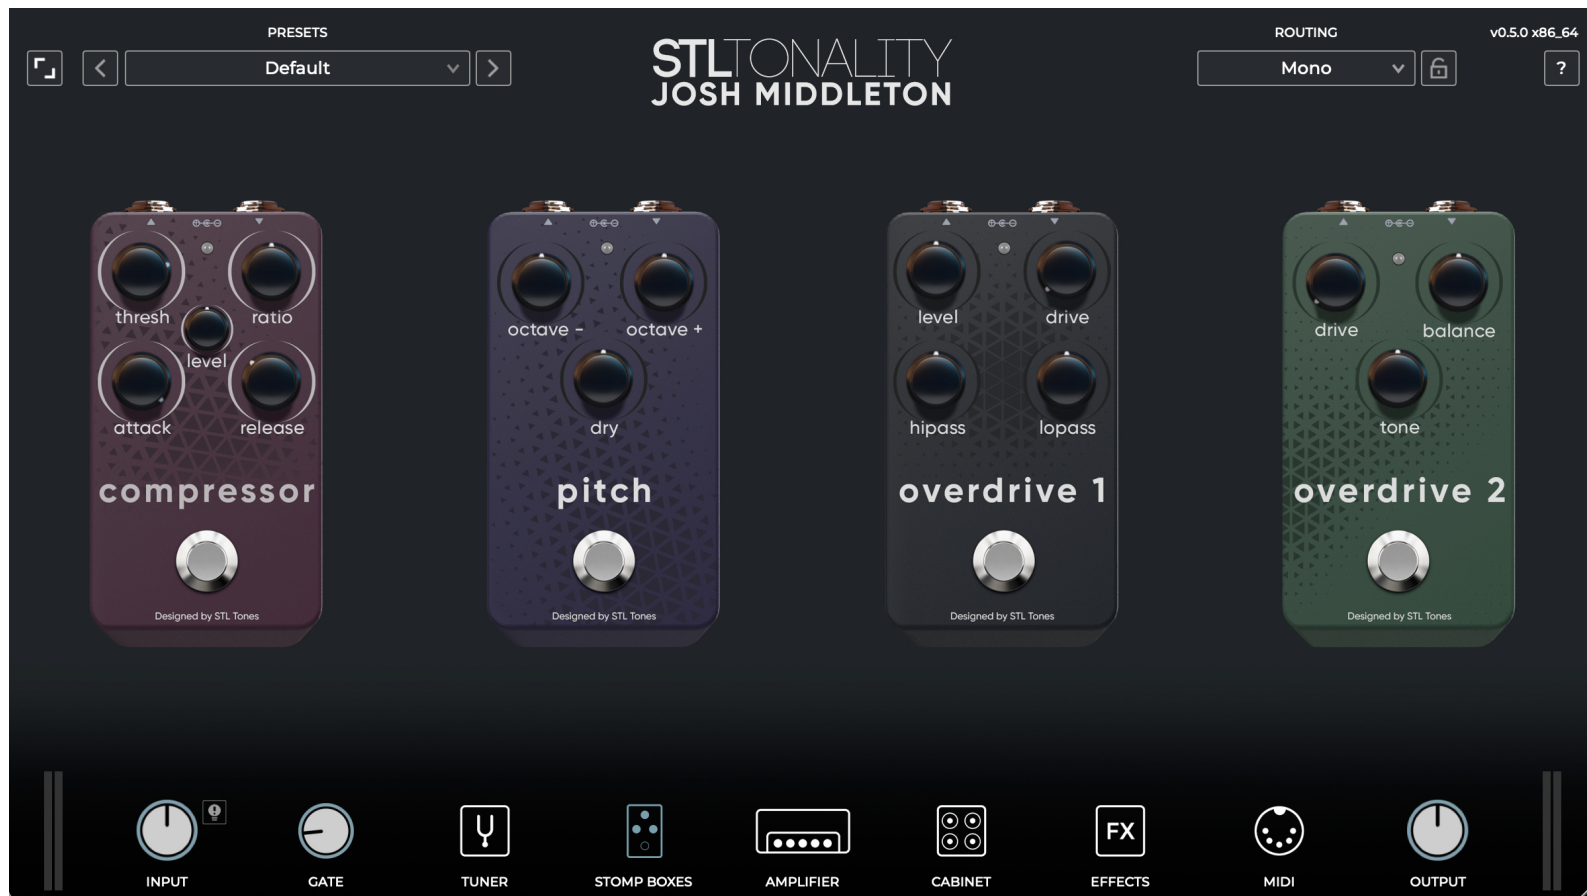 PRESETS
Default
STLTONALITY
JOSH MIDDLETON
ROUTING
Mono
v0.5.0 x86_64
?
thresh
ratio
level
attack
release
compressor
Designed by STL Tones
octave -
octave +
dry
pitch
Designed by STL Tones
level
drive
hipass
lopass
overdrive 1
Designed by STL Tones
drive
balance
tone
overdrive 2
Designed by STL Tones
FX
INPUT
GATE
TUNER
STOMP BOXES
AMPLIFIER
CABINET
EFFECTS
MIDI
OUTPUT